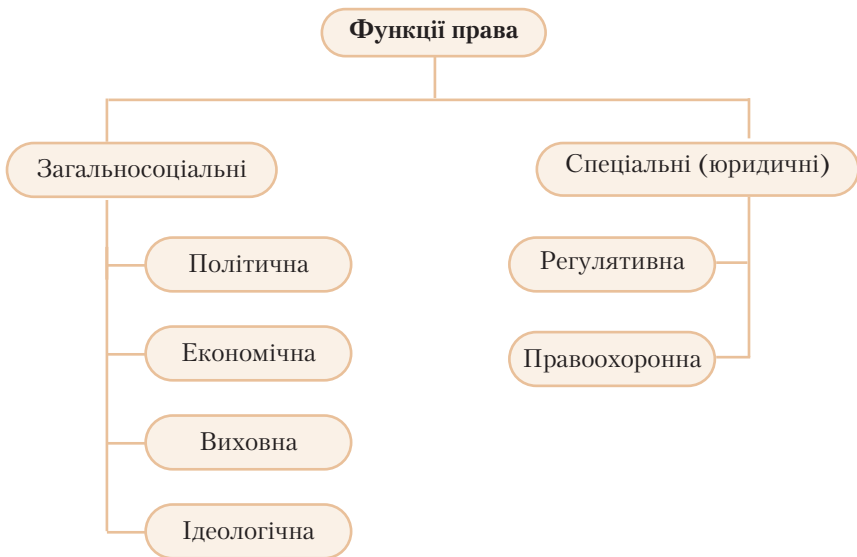 Функції права
Загальносоціальні
Спеціальні (юридичні)
Політична
Економічна
Виховна
Ідеологічна
Регулятивна
Правоохоронна